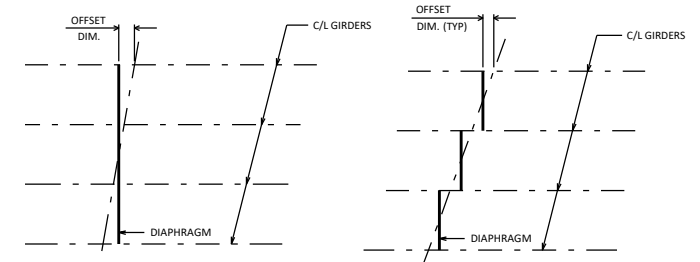 OFFSET
DIM.
C/L GIRDERS
DIAPHRAGM
OFFSET
DIM. (TYP)
C/L GIRDERS
DIAPHRAGM